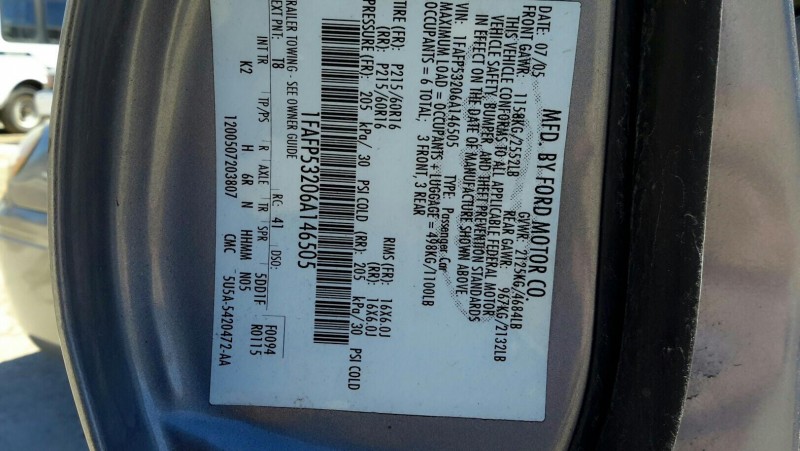 MFD. BY FORD MOTOR CO.
DATE: 07/05 GVWR: 2125KG/4684LB
FRONT GAWR: 1158KG/2552LB REAR GAWR: 967KG/2132LB
THIS VEHICLE CONFORMS TO ALL APPLICABLE FEDERAL MOTOR
VEHICLE SAFETY, BUMPER, AND THEFT PREVENTION STANDARDS
IN EFFECT ON THE DATE OF MANUFACTURE SHOWN ABOVE.
VIN: 1FAFP53206A146505 TYPE: Passenger Car
MAXIMUM LOAD = OCCUPANTS + LUGGAGE = 498KG/1100LB
OCCUPANTS = 6 TOTAL; 3 FRONT, 3 REAR
TIRE (FR): P215/60R16 RIMS (FR): 16X6.0J
(RR): P215/60R16 (RR): 16X6.0J
PRESSURE (FR): 205 kPa/ 30 PSI COLD (RR): 205 kPa/30 PSI COLD
1FAFP53206A146505
TRAILER TOWING - SEE OWNER GUIDE
EXT PNT: T8 RC: 41 DSO: F0094
INT TR TP/PS R AXLE TR SPR 5DD1F R0115
K2 H 6R N HHMM N05
1200507203807 CMC 5U5A-5420472-AA